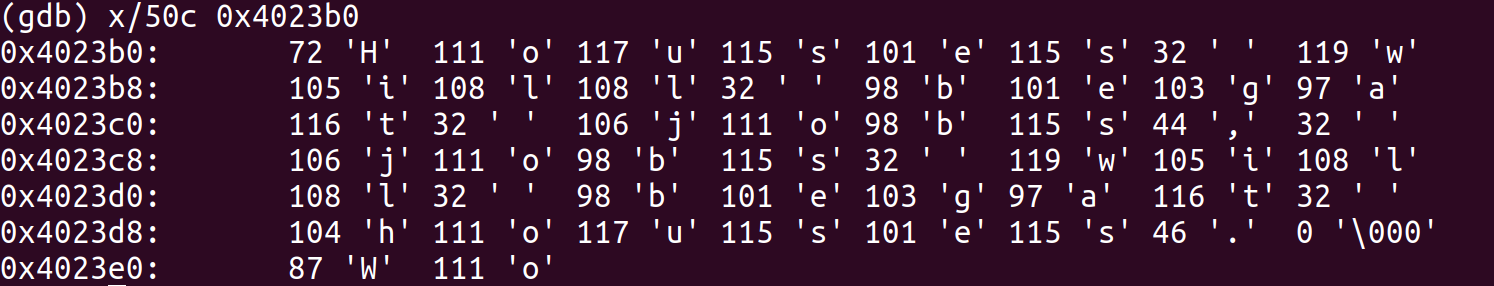 (gdb) x/50c 0x4023b0
0x4023b0:       72 'H'  111 'o' 117 'u' 115 's' 101 'e' 115 's' 32 ' '  119 'w'
0x4023b8:       105 'i' 108 'l' 108 'l' 32 ' '  98 'b'  101 'e' 103 'g' 97 'a'
0x4023c0:       116 't' 32 ' '  106 'j' 111 'o' 98 'b'  115 's' 44 ','  32 ' '
0x4023c8:       106 'j' 111 'o' 98 'b'  115 's' 32 ' '  119 'w' 105 'i' 108 'l'
0x4023d0:       108 'l' 32 ' '  98 'b'  101 'e' 103 'g' 97 'a'  116 't' 32 ' '
0x4023d8:       104 'h' 111 'o' 117 'u' 115 's' 101 'e' 115 's' 46 '.'  0 '\000'
0x4023e0:       87 'W'  111 'o'